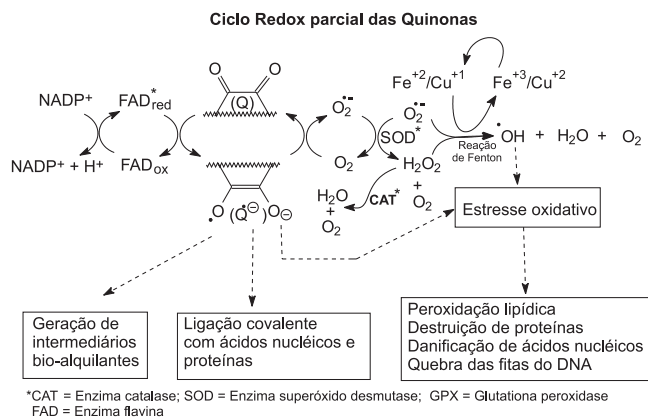 Ciclo Redox parcial das Quinonas
O O
(Q)
NADP+
FAD*red
NADP+ + H+
FADox
O2•-
O2
•O (Q•⊖) O⊖
O2•-
SOD*
H2O2
+
O2
CAT*
H2O
+
O2
Fe+2/Cu+1
Fe+3/Cu+2
Reação
de Fenton
•OH + H2O + O2
Estresse oxidativo
Geração de
intermediários
bio-alquilantes
Ligação covalente
com ácidos nucléicos e
proteínas
Peroxidação lipídica
Destruição de proteínas
Danificação de ácidos nucléicos
Quebra das fitas do DNA
*CAT = Enzima catalase; SOD = Enzima superóxido desmutase; GPX = Glutationa peroxidase
FAD = Enzima flavina